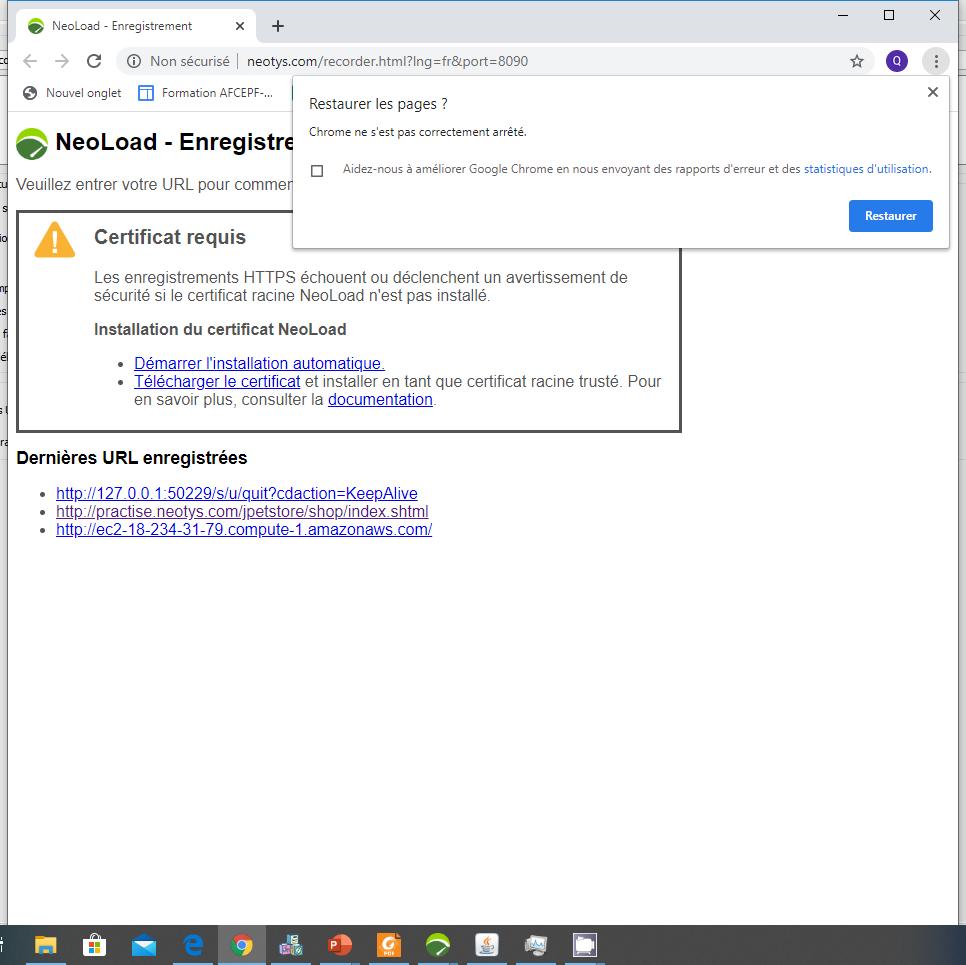 NeoLoad - Enregistrement
Non sécurisé
neotys.com/recorder.html?lng=fr&port=8090
Q
Nouvel onglet
Formation AFCEPF-...
Restaurer les pages ?
Chrome ne s'est pas correctement arrêté.
Aidez-nous à améliorer Google Chrome en nous envoyant des rapports d'erreur et des statistiques d'utilisation.
Restaurer
NeoLoad - Enregistre
Veuillez entrer votre URL pour commer
Certificat requis
Les enregistrements HTTPS échouent ou déclenchent un avertissement de
sécurité si le certificat racine NeoLoad n'est pas installé.
Installation du certificat NeoLoad
• Démarrer l'installation automatique.
• Télécharger le certificat et installer en tant que certificat racine trusté. Pour
en savoir plus, consulter la documentation.
Dernières URL enregistrées
• http://127.0.0.1:50229/s/u/quit?cdaction=KeepAlive
• http://practise.neotys.com/jpetstore/shop/index.shtml
• http://ec2-18-234-31-79.compute-1.amazonaws.com/